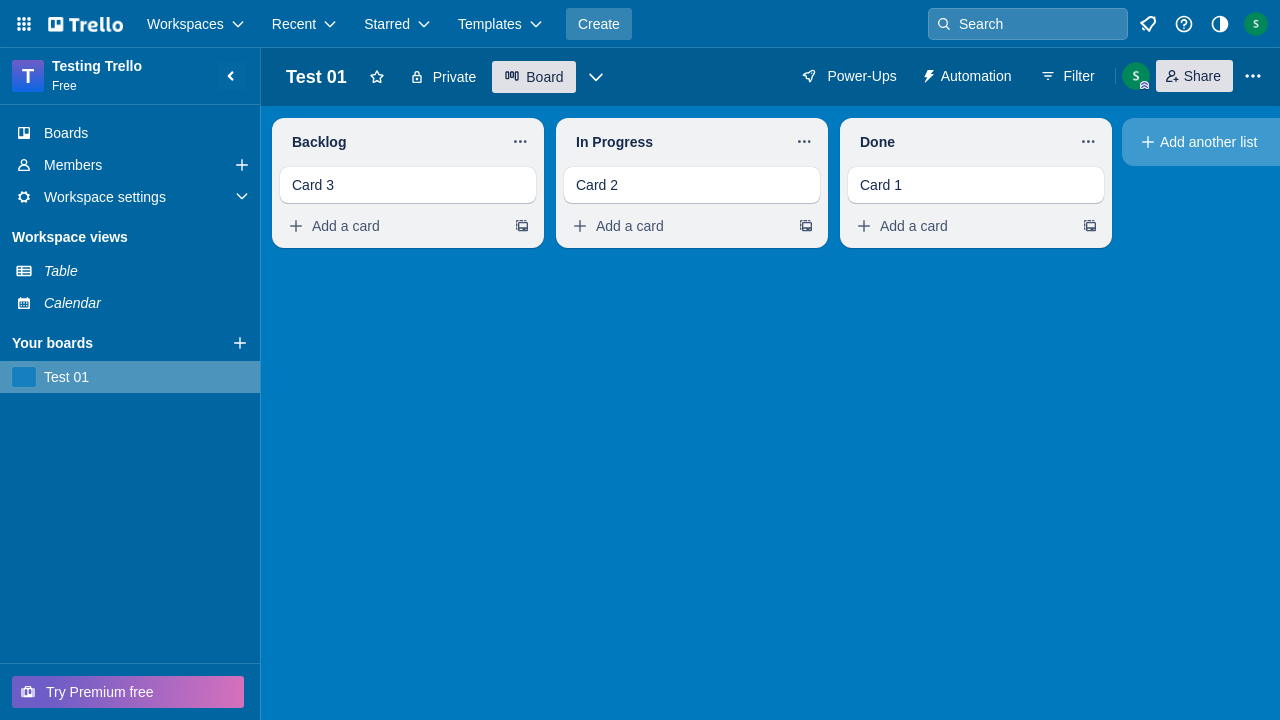 Trello Workspaces Recent Starred Templates Create Search S
T Testing Trello
Free
Test 01 Private Board Power-Ups Automation Filter S Share
Boards
Members
Workspace settings
Workspace views
Table
Calendar
Your boards
Test 01
Try Premium free
Backlog
Card 3
Add a card
In Progress
Card 2
Add a card
Done
Card 1
Add a card
Add another list